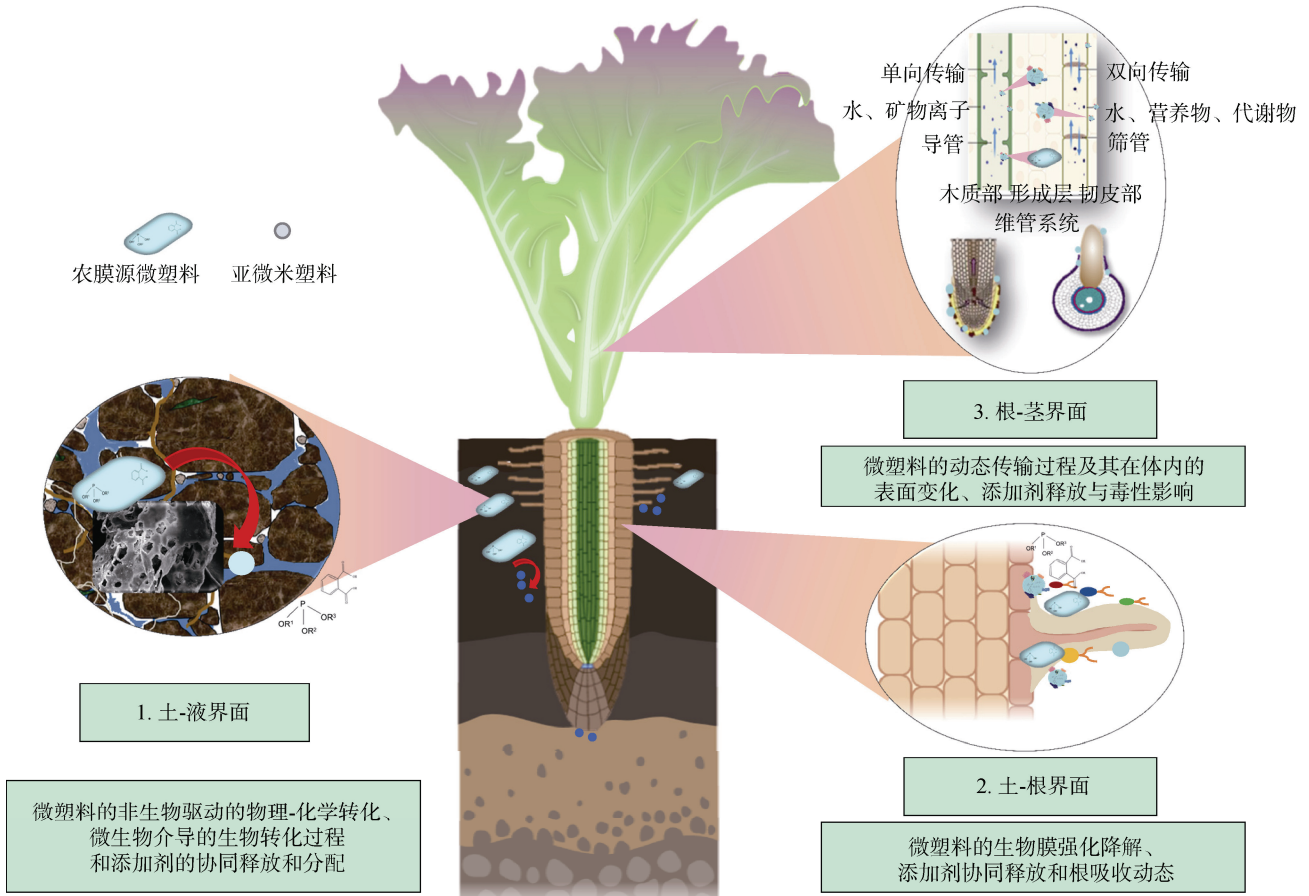 单向传输
双向传输
水、矿物离子
水、营养物、代谢物
导管
筛管
木质部 形成层 韧皮部
维管系统
农膜源微塑料
亚微米塑料
3. 根-茎界面
微塑料的动态传输过程及其在体内的
表面变化、添加剂释放与毒性影响
P
OR¹
OR²
OR³
1. 土-液界面
微塑料的非生物驱动的物理-化学转化、
微生物介导的生物转化过程
和添加剂的协同释放和分配
P
OR¹
OR²
OR³
2. 土-根界面
微塑料的生物膜强化降解、
添加剂协同释放和根吸收动态